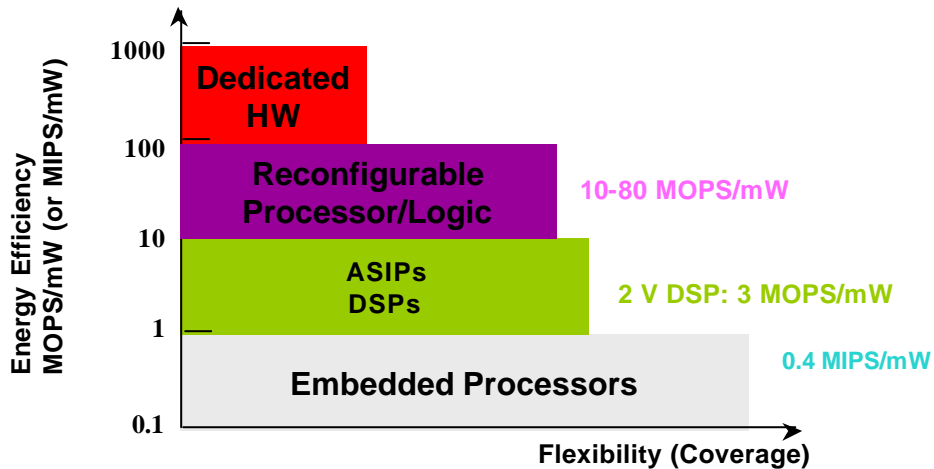 1000
Dedicated
HW
100
Reconfigurable
Processor/Logic
10-80 MOPS/mW
10
ASIPs
DSPs
2 V DSP: 3 MOPS/mW
1
0.4 MIPS/mW
Embedded Processors
0.1
Flexibility (Coverage)
Energy Efficiency
MOPS/mW (or MIPS/mW)